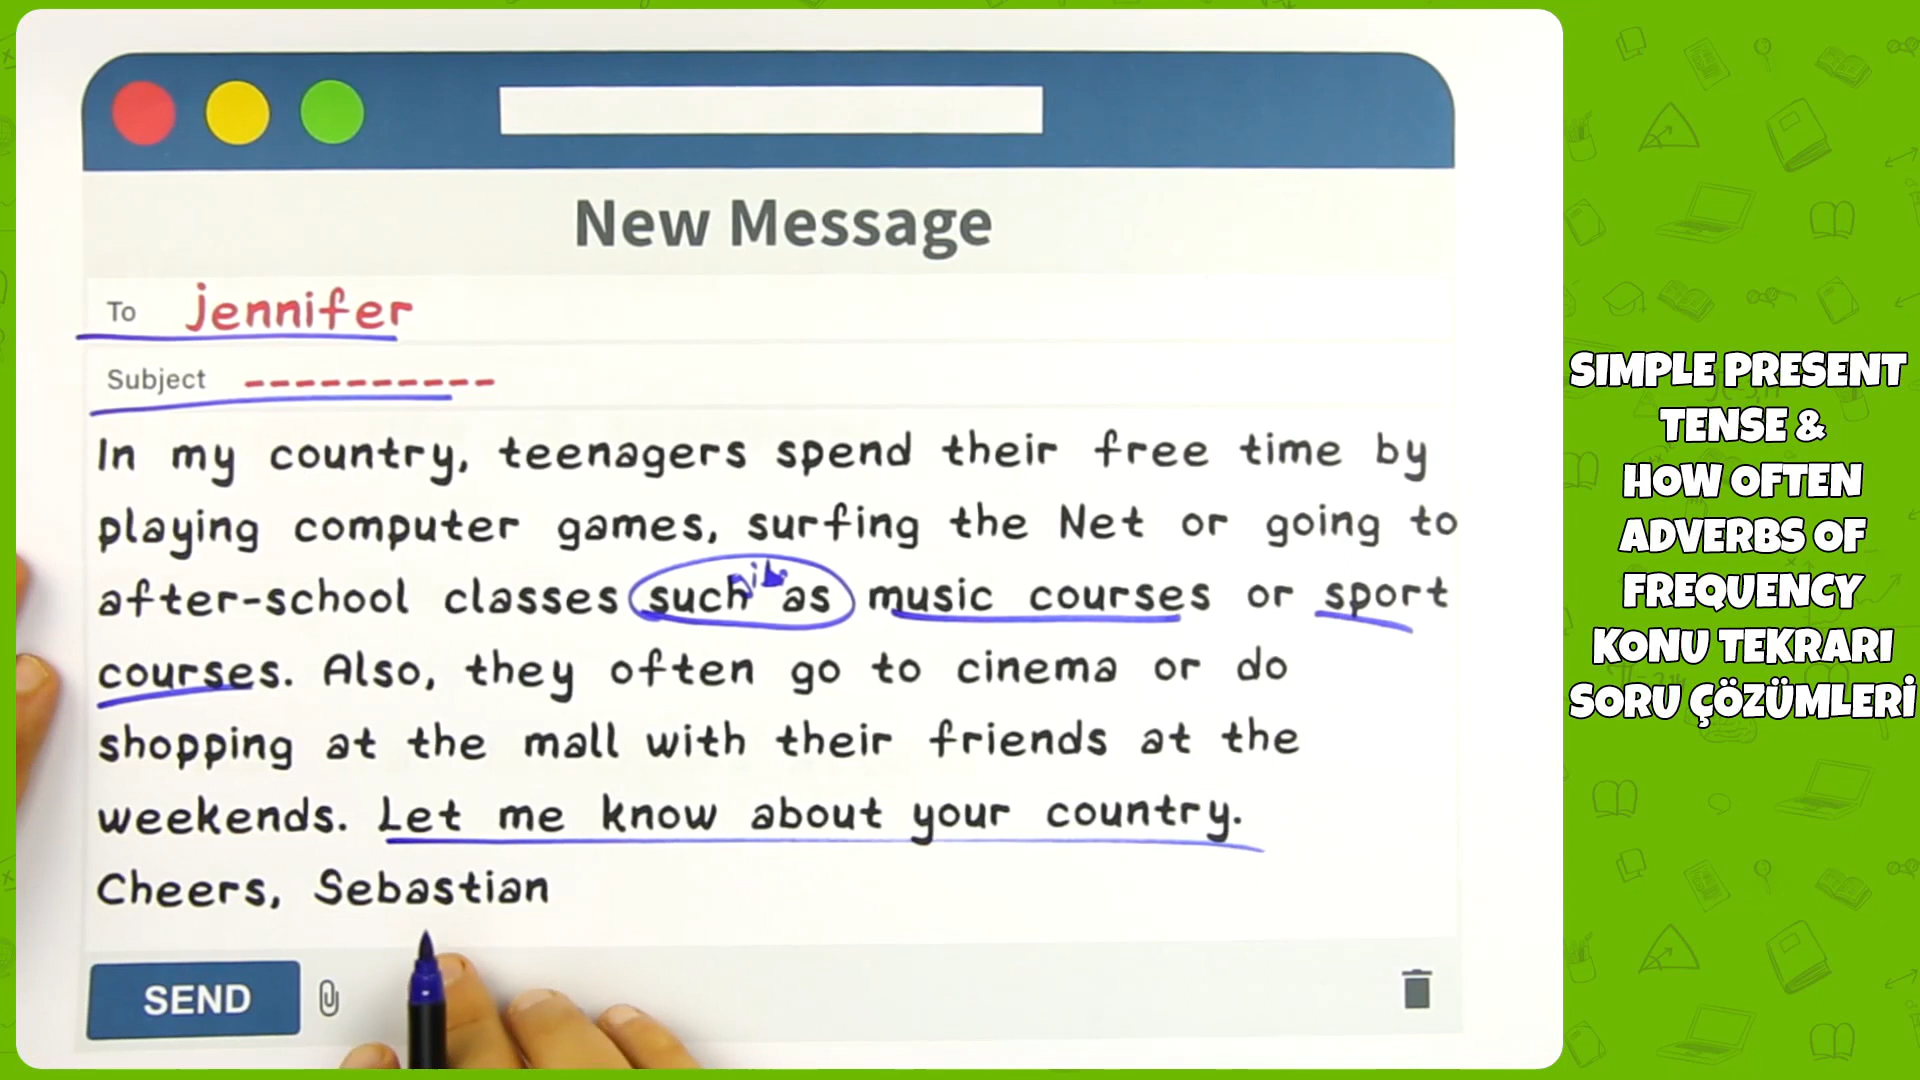 New Message
To jennifer
Subject ----------
In my country, teenagers spend their free time by
playing computer games, surfing the Net or going to
gibi
after-school classes such as music courses or sport
courses. Also, they often go to cinema or do
shopping at the mall with their friends at the
weekends. Let me know about your country.
Cheers, Sebastian
SEND
SIMPLE PRESENT
TENSE &
HOW OFTEN
ADVERBS OF
FREQUENCY
KONU TEKRARI
SORU ÇÖZÜMLERİ